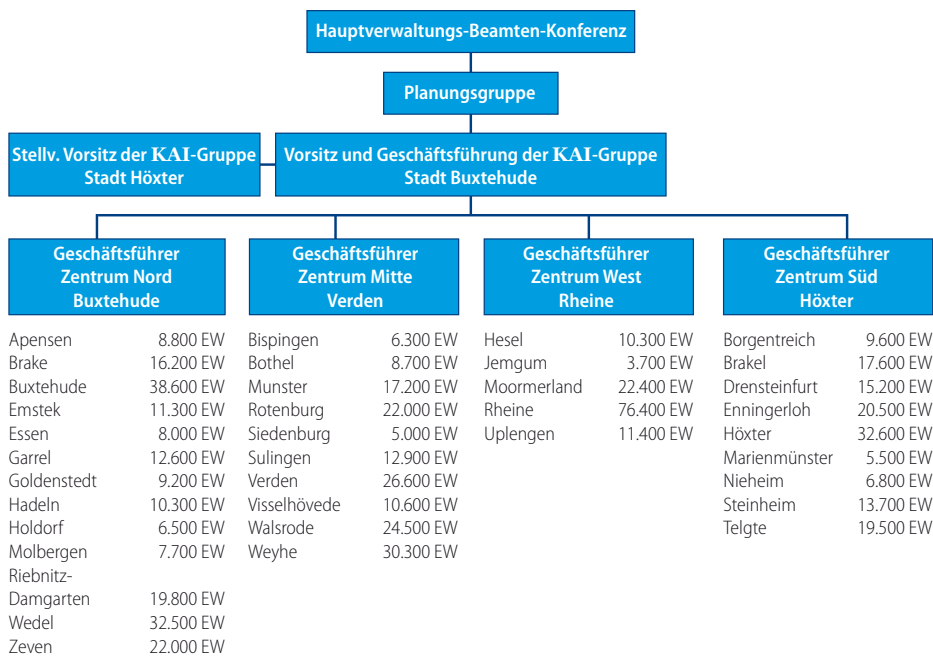 Hauptverwaltungs-Beamten-Konferenz
Planungsgruppe
Stellv. Vorsitz der KAI-Gruppe
Stadt Höxter
Vorsitz und Geschäftsführung der KAI-Gruppe
Stadt Buxtehude
Geschäftsführer
Zentrum Nord
Buxtehude
Apensen 8.800 EW
Brake 16.200 EW
Buxtehude 38.600 EW
Emstek 11.300 EW
Essen 8.000 EW
Garrel 12.600 EW
Goldenstedt 9.200 EW
Hadeln 10.300 EW
Holdorf 6.500 EW
Molbergen 7.700 EW
Riebnitz-
Damgarten 19.800 EW
Wedel 32.500 EW
Zeven 22.000 EW
Geschäftsführer
Zentrum Mitte
Verden
Bispingen 6.300 EW
Bothel 8.700 EW
Munster 17.200 EW
Rotenburg 22.000 EW
Siedenburg 5.000 EW
Sulingen 12.900 EW
Verden 26.600 EW
Visselhövede 10.600 EW
Walsrode 24.500 EW
Weyhe 30.300 EW
Geschäftsführer
Zentrum West
Rheine
Hesel 10.300 EW
Jemgum 3.700 EW
Moormerland 22.400 EW
Rheine 76.400 EW
Uplengen 11.400 EW
Geschäftsführer
Zentrum Süd
Höxter
Borgentreich 9.600 EW
Brakel 17.600 EW
Drensteinfurt 15.200 EW
Enningerloh 20.500 EW
Höxter 32.600 EW
Marienmünster 5.500 EW
Nieheim 6.800 EW
Steinheim 13.700 EW
Telgte 19.500 EW